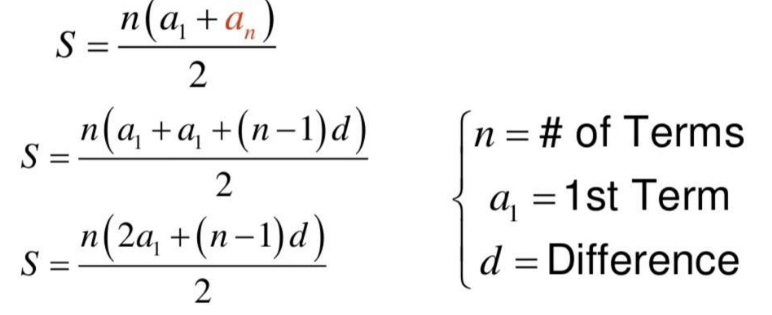 S = n(a₁ + aₙ) / 2
S = n(a₁ + a₁ + (n − 1)d) / 2
S = n(2a₁ + (n − 1)d) / 2
n = # of Terms
a₁ = 1st Term
d = Difference